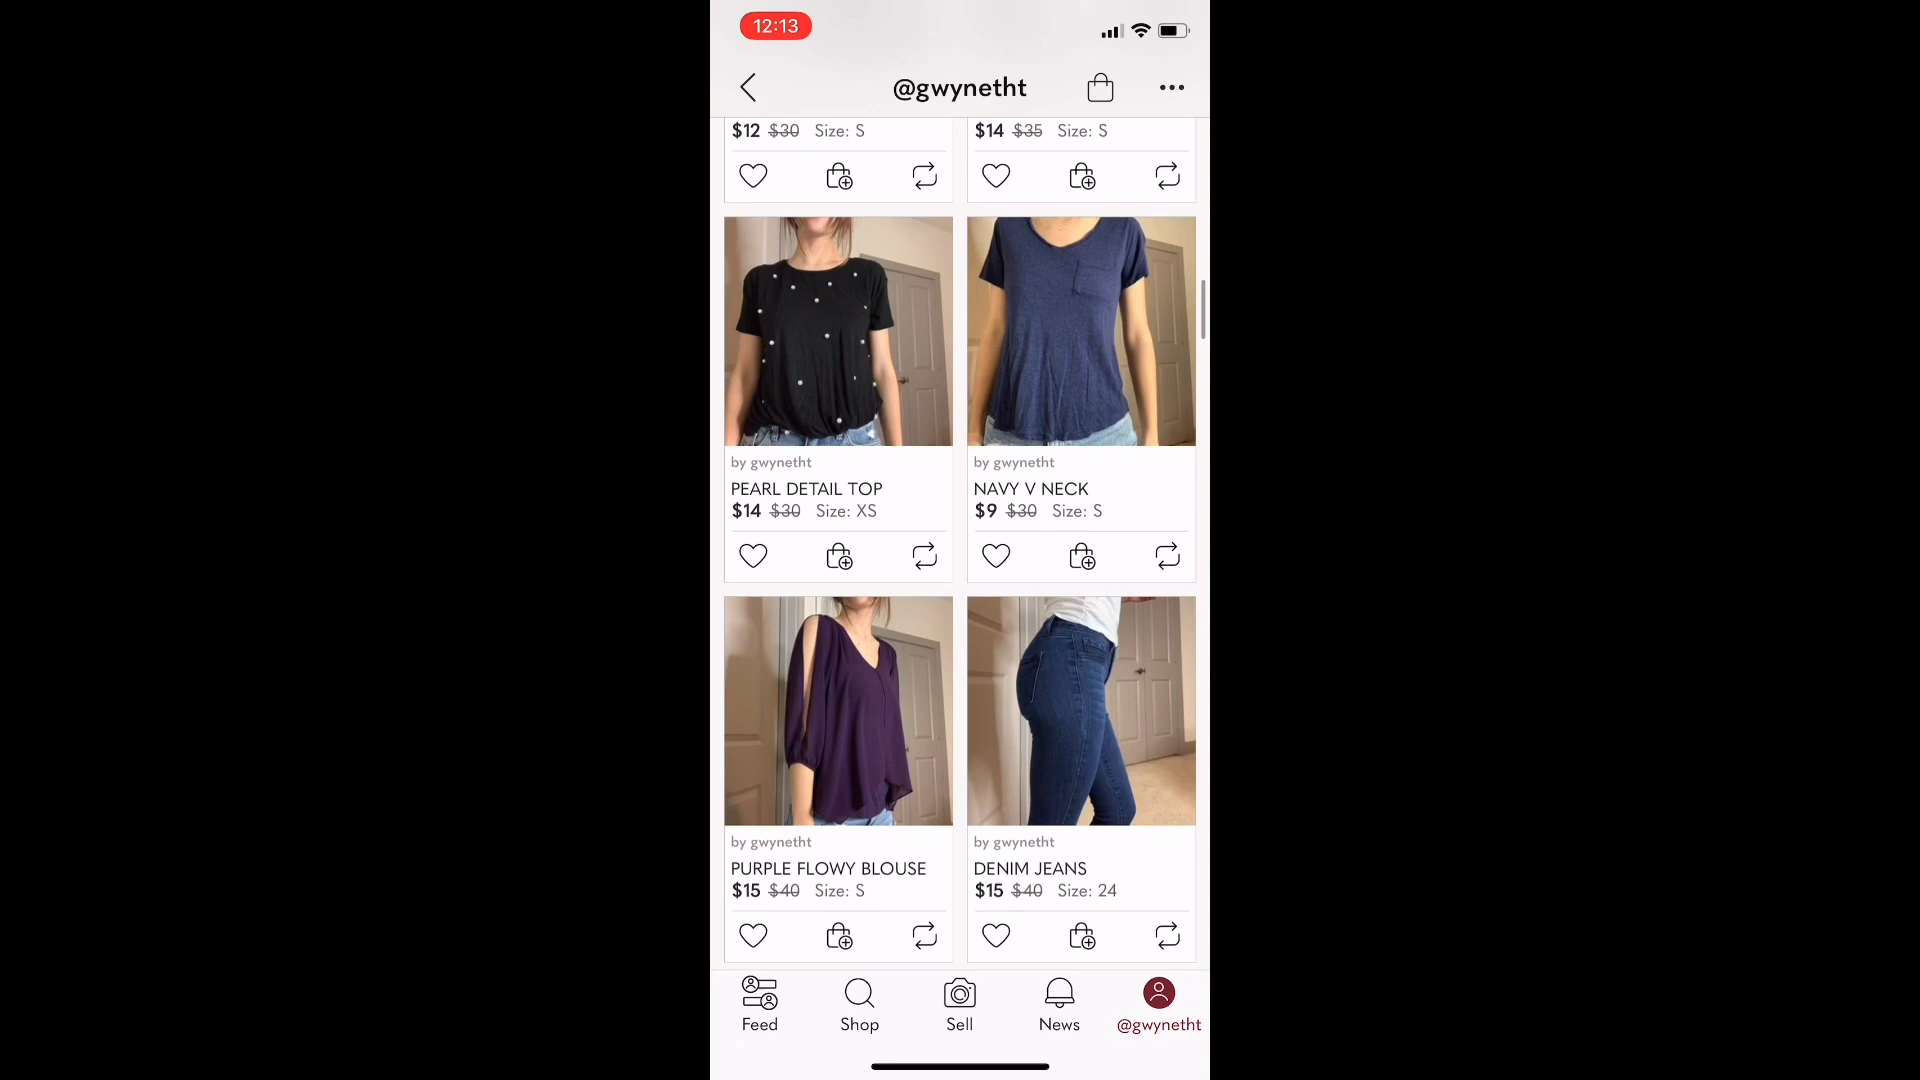 12:13
@gwynetht
$12 $30 Size: S
$14 $35 Size: S
by gwynetht
PEARL DETAIL TOP
$14 $30 Size: XS
by gwynetht
NAVY V NECK
$9 $30 Size: S
by gwynetht
PURPLE FLOWY BLOUSE
$15 $40 Size: S
by gwynetht
DENIM JEANS
$15 $40 Size: 24
Feed
Shop
Sell
News
@gwynetht